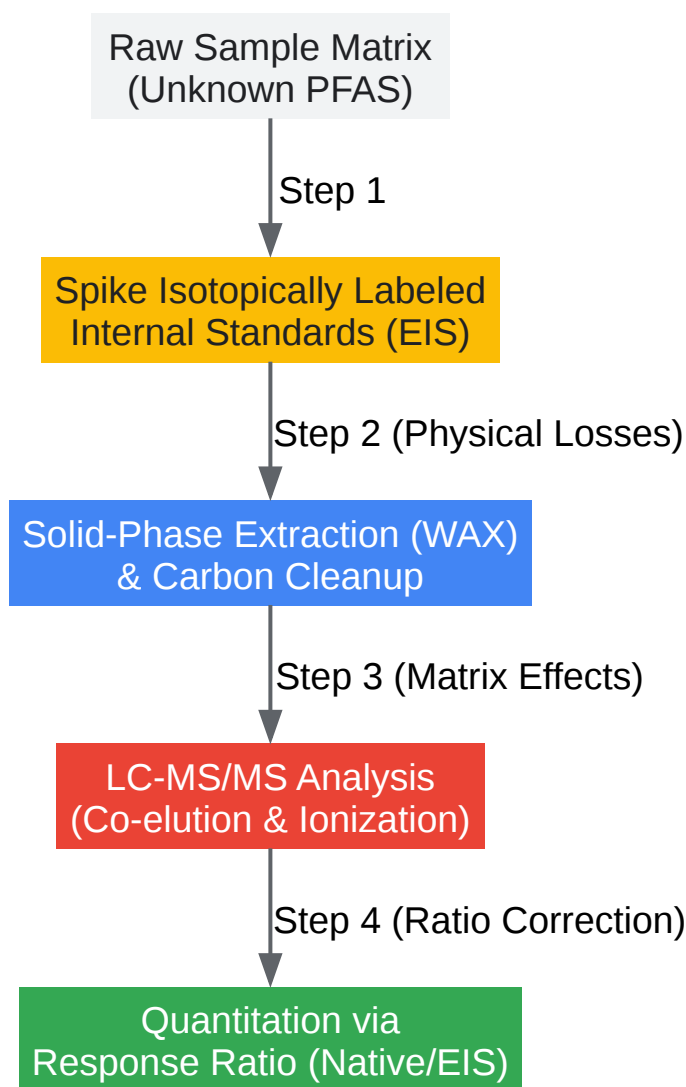 Raw Sample Matrix
(Unknown PFAS)
Step 1
Spike Isotopically Labeled
Internal Standards (EIS)
Step 2 (Physical Losses)
Solid-Phase Extraction (WAX)
& Carbon Cleanup
Step 3 (Matrix Effects)
LC-MS/MS Analysis
(Co-elution & Ionization)
Step 4 (Ratio Correction)
Quantitation via
Response Ratio (Native/EIS)